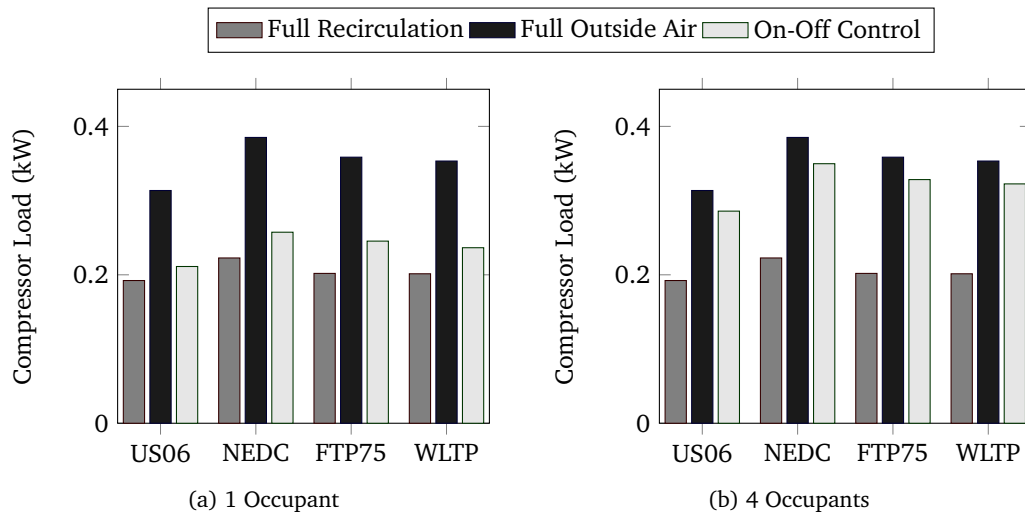 Full Recirculation Full Outside Air On-Off Control
Compressor Load (kW)
0.4
0.2
0
US06 NEDC FTP75 WLTP
(a) 1 Occupant
Compressor Load (kW)
0.4
0.2
0
US06 NEDC FTP75 WLTP
(b) 4 Occupants